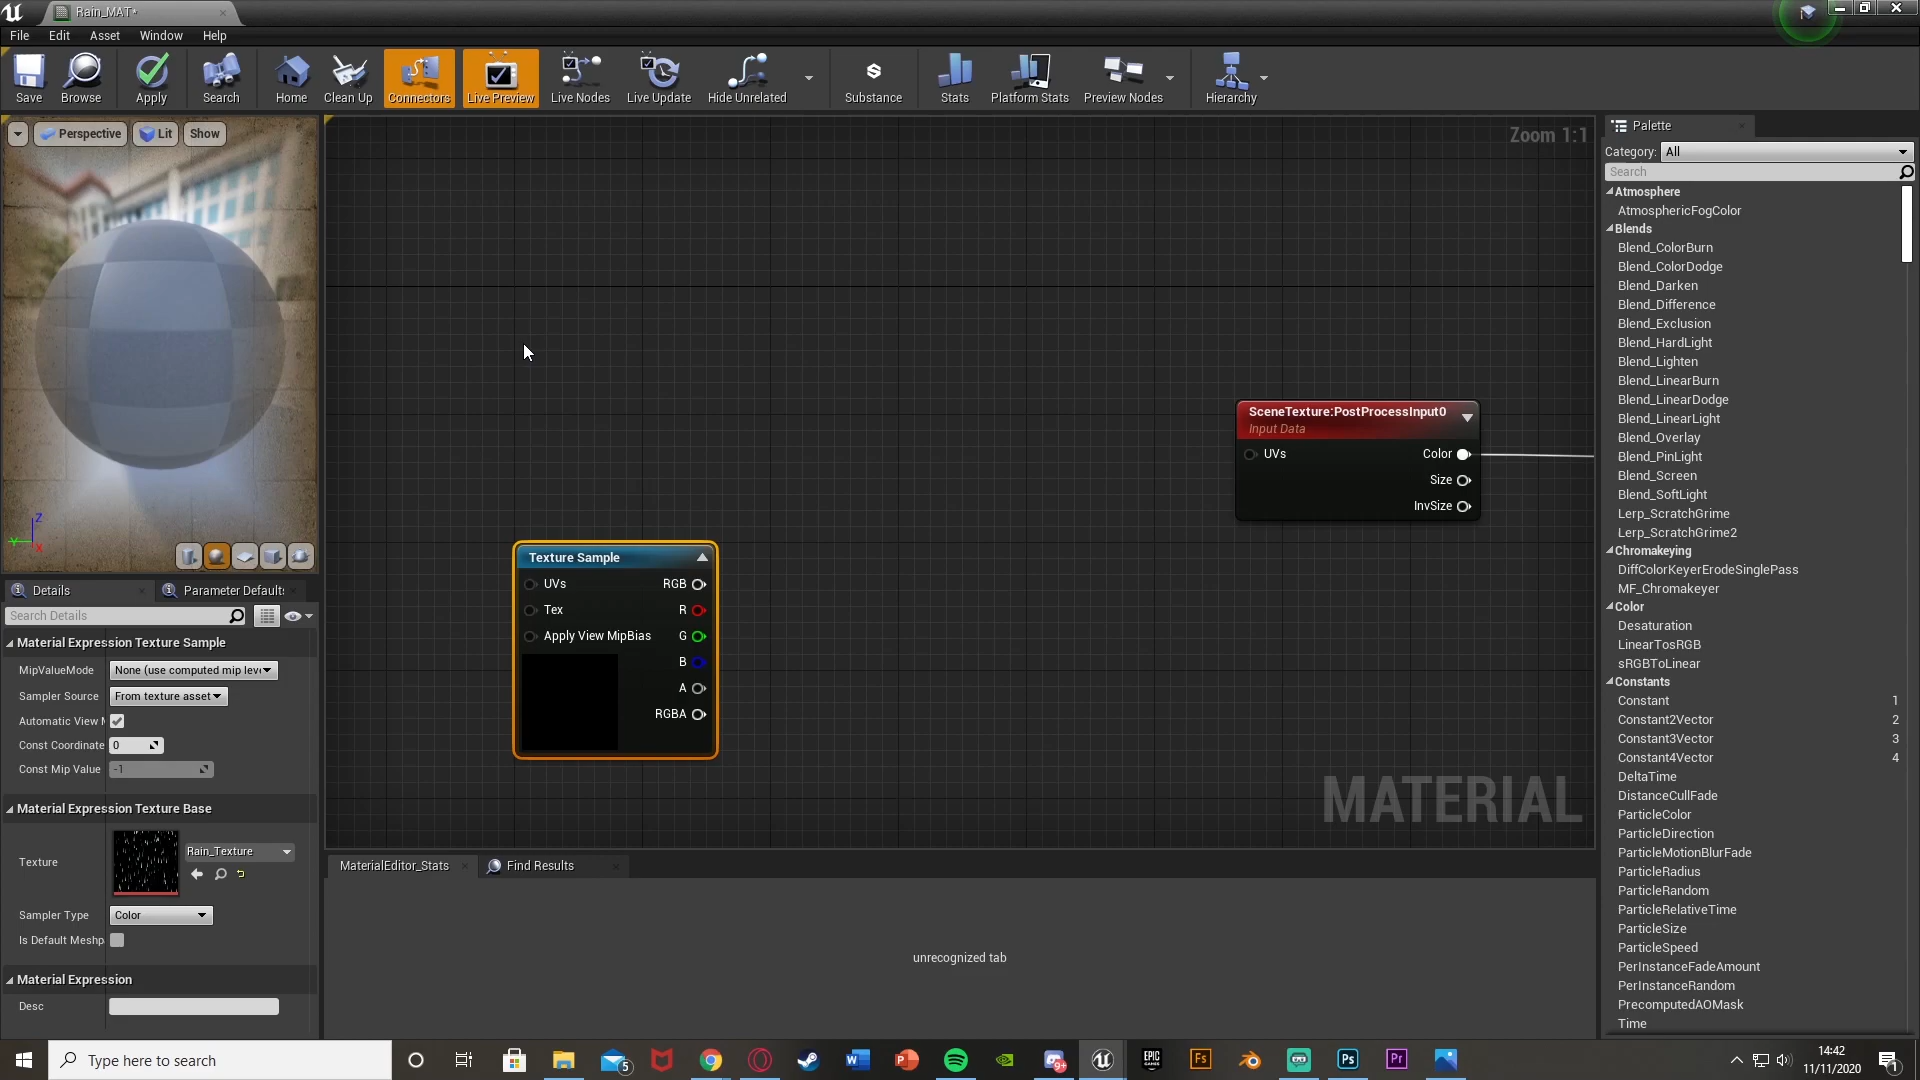 Rain_MAT*
File Edit Asset Window Help
Save Browse Apply Search Home Clean Up Connectors Live Preview Live Nodes Live Update Hide Unrelated Substance Stats Platform Stats Preview Nodes Hierarchy
Perspective Lit Show
Zoom 1:1
Palette
Category: All
Search
Atmosphere
AtmosphericFogColor
Blends
Blend_ColorBurn
Blend_ColorDodge
Blend_Darken
Blend_Difference
Blend_Exclusion
Blend_HardLight
Blend_Lighten
Blend_LinearBurn
Blend_LinearDodge
Blend_LinearLight
Blend_Overlay
Blend_PinLight
Blend_Screen
Blend_SoftLight
Lerp_ScratchGrime
Lerp_ScratchGrime2
Chromakeying
DiffColorKeyerErodeSinglePass
MF_Chromakeyer
Color
Desaturation
LinearTosRGB
sRGBToLinear
Constants
Constant 1
Constant2Vector 2
Constant3Vector 3
Constant4Vector 4
DeltaTime
DistanceCullFade
ParticleColor
ParticleDirection
ParticleMotionBlurFade
ParticleRadius
ParticleRandom
ParticleRelativeTime
ParticleSize
ParticleSpeed
PerInstanceFadeAmount
PerInstanceRandom
PrecomputedAOMask
Time
SceneTexture:PostProcessInput0
Input Data
UVs Color
Size
InvSize
Texture Sample
UVs RGB
Tex R
Apply View MipBias G
B
A
RGBA
MATERIAL
Z
Y
X
Details Parameter Defaults
Search Details
Material Expression Texture Sample
MipValueMode None (use computed mip leve
Sampler Source From texture asset
Automatic View M
Const Coordinate 0
Const Mip Value -1
Material Expression Texture Base
Texture Rain_Texture
Sampler Type Color
Is Default Meshp
Material Expression
Desc
MaterialEditor_Stats Find Results
unrecognized tab
Type here to search
5
14:42
11/11/2020
1